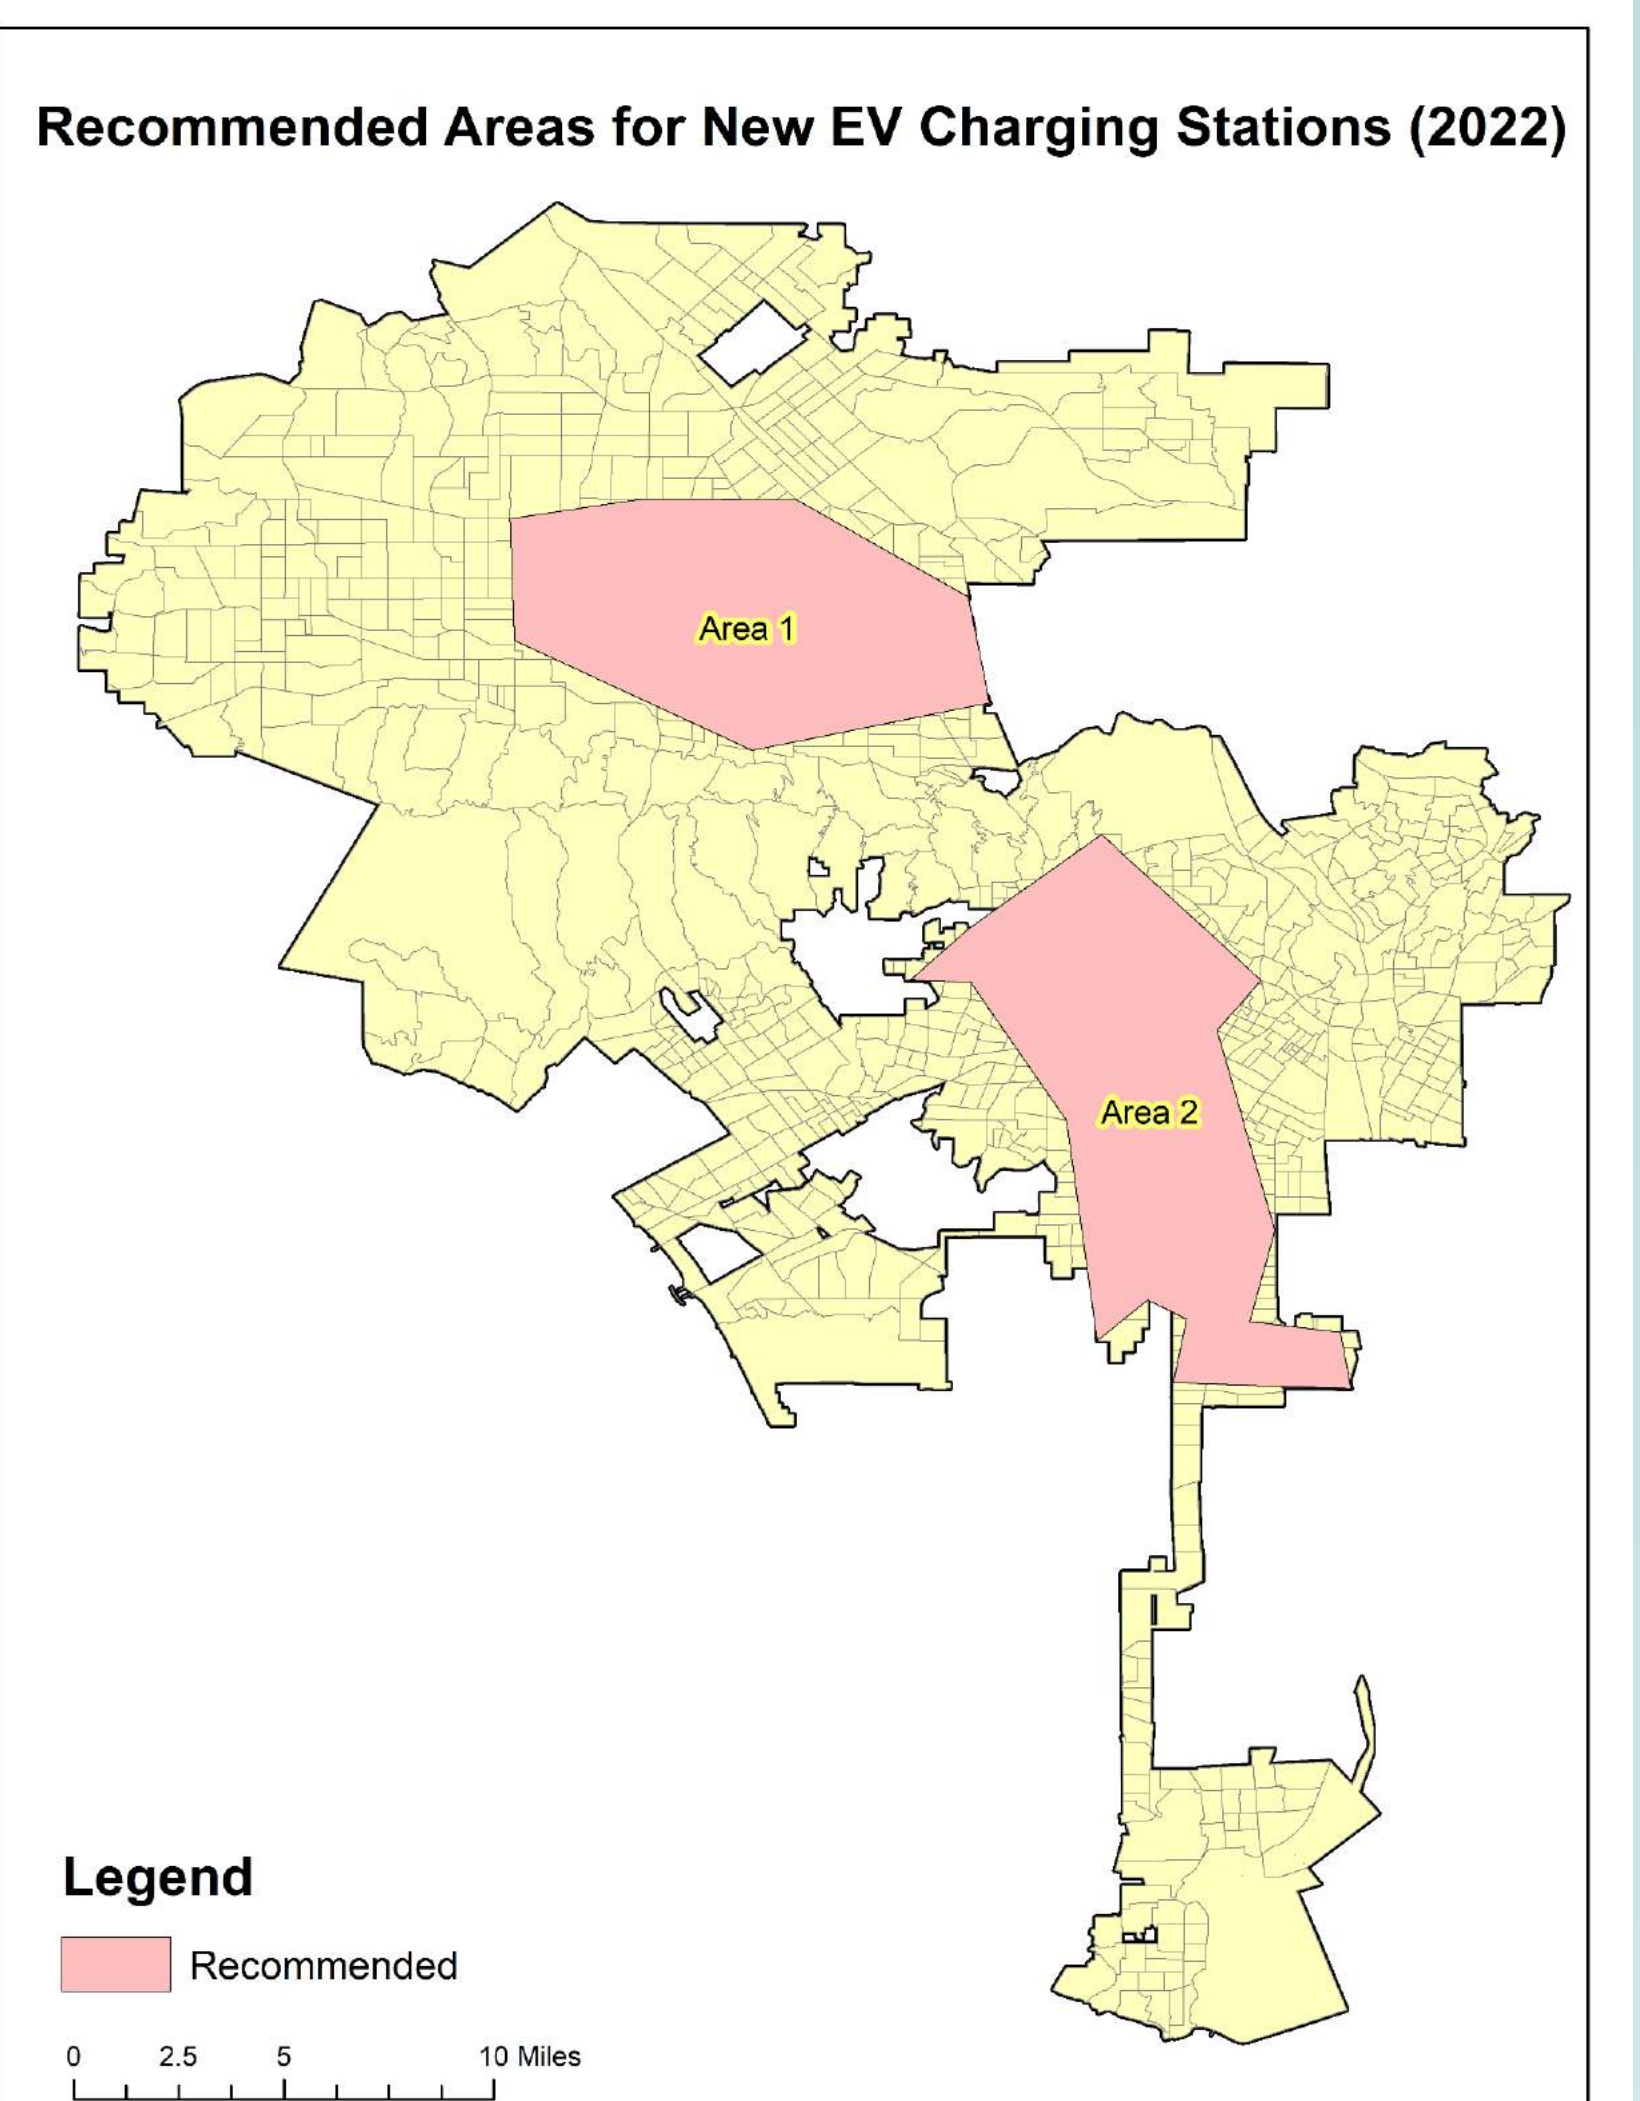 Recommended Areas for New EV Charging Stations (2022)
Area 1
Area 2
Legend
Recommended
0 2.5 5 10 Miles